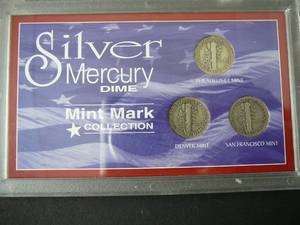 Silver
Mercury
DIME
Mint Mark
COLLECTION
PHILADELPHIA MINT
DENVER MINT
SAN FRANCISCO MINT